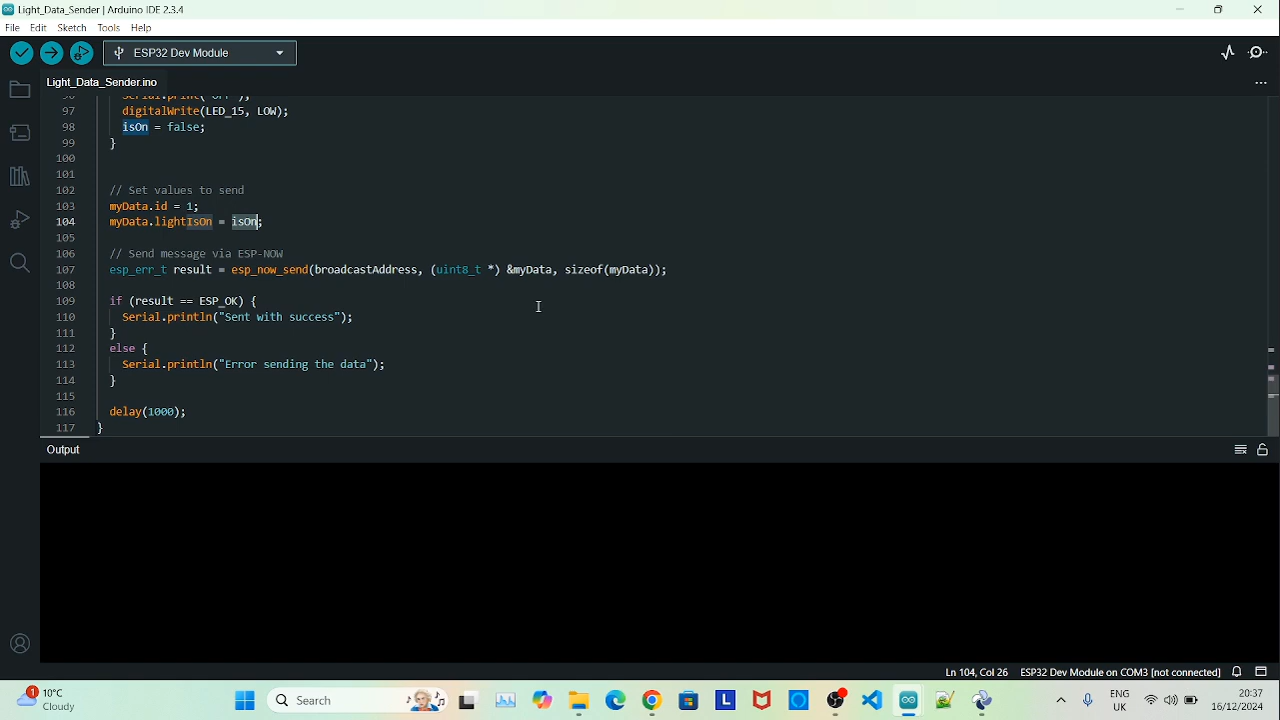 Light_Data_Sender | Arduino IDE 2.3.4
File Edit Sketch Tools Help
ESP32 Dev Module
Light_Data_Sender.ino
96 Serial.print("OFF");
97 digitalWrite(LED_15, LOW);
98 isOn = false;
99 }
100
101
102 // Set values to send
103 myData.id = 1;
104 myData.lightIsOn = isOn;
105
106 // Send message via ESP-NOW
107 esp_err_t result = esp_now_send(broadcastAddress, (uint8_t *) &myData, sizeof(myData));
108
109 if (result == ESP_OK) {
110 Serial.println("Sent with success");
111 }
112 else {
113 Serial.println("Error sending the data");
114 }
115
116 delay(1000);
117 }
Output
Ln 104, Col 26 ESP32 Dev Module on COM3 [not connected]
1 10°C
Cloudy
Search
L
ENG
UK
20:37
16/12/2024